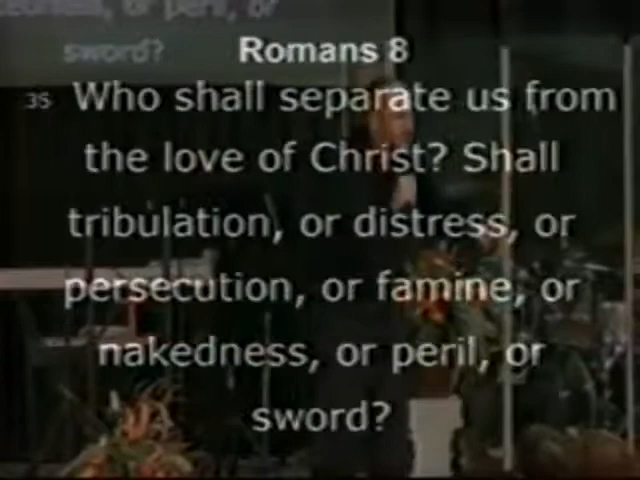 sword?
Romans 8
35 Who shall separate us from
the love of Christ? Shall
tribulation, or distress, or
persecution, or famine, or
nakedness, or peril, or
sword?